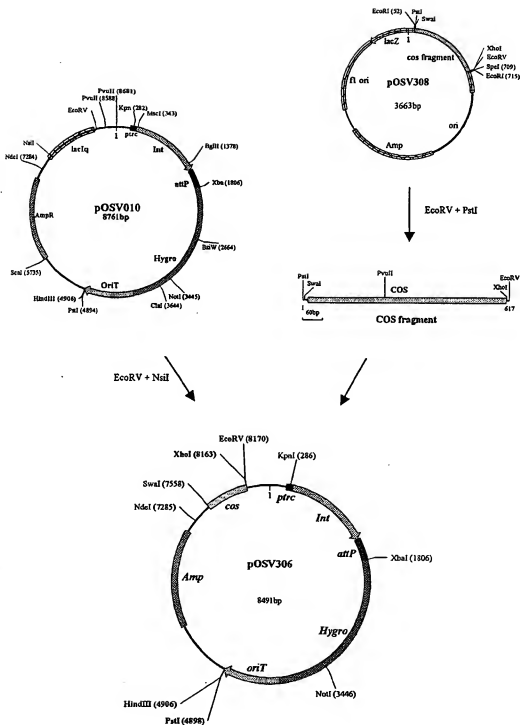 EcoRI (52)
PstI
SwaI
lacZ
1
cos fragment
XhoI
EcoRV
SpeI (709)
EcoRI (715)
f1 ori
pOSV308
3663bp
ori
Amp
PvuII (8681)
PvuII (8588)
Kpn (282)
MscI (343)
EcoRV
1
ptrc
NsiI
lacIq
Int
NdeI (7284)
BglII (1378)
attP
Xba (1806)
pOSV010
8761bp
AmpR
BsiW (2664)
Hygro
ScaI (5735)
OriT
NotI (3445)
HindIII (4906)
ClaI (3644)
PstI (4894)
EcoRV + PstI
PstI
SwaI
PvuII
EcoRV
COS
XhoI
1
60bp
617
COS fragment
EcoRV + NsiI
EcoRV (8170)
XhoI (8163)
KpnI (286)
SwaI (7558)
1
ptrc
NdeI (7285)
cos
Int
attP
XbaI (1806)
pOSV306
Amp
8491bp
Hygro
oriT
NotI (3446)
HindIII (4906)
PstI (4898)